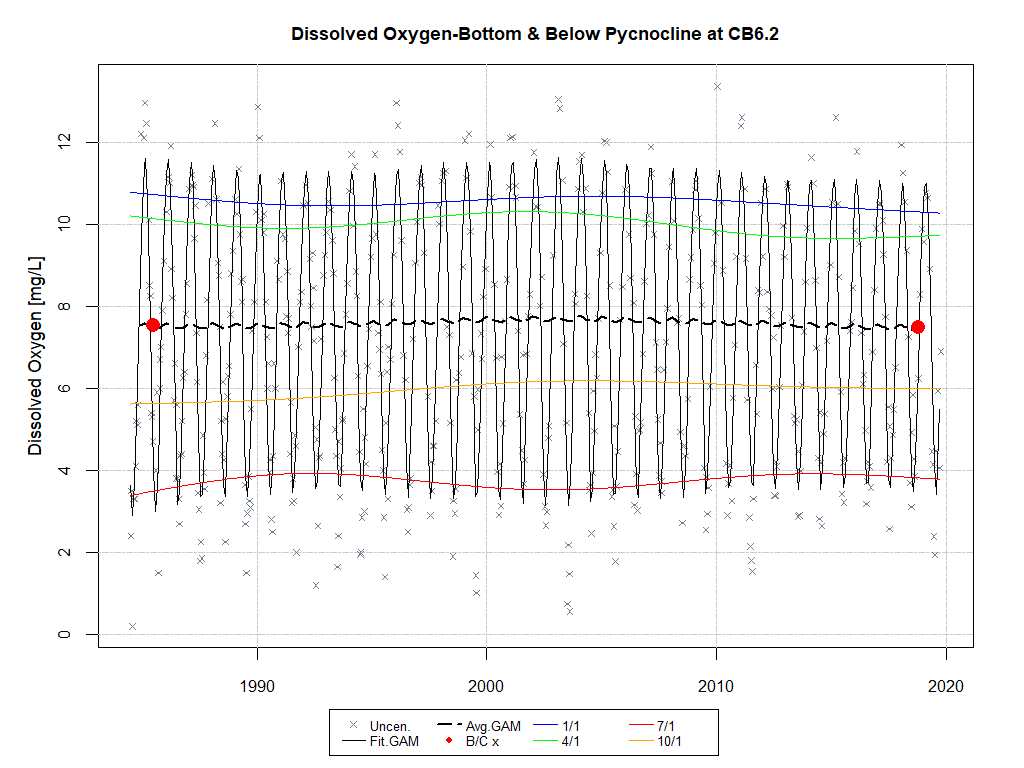 Dissolved Oxygen-Bottom & Below Pycnocline at CB6.2
Dissolved Oxygen [mg/L]
12
10
8
6
4
2
0
1990 2000 2010 2020
Uncen. Avg.GAM 1/1 7/1
Fit.GAM B/C x 4/1 10/1